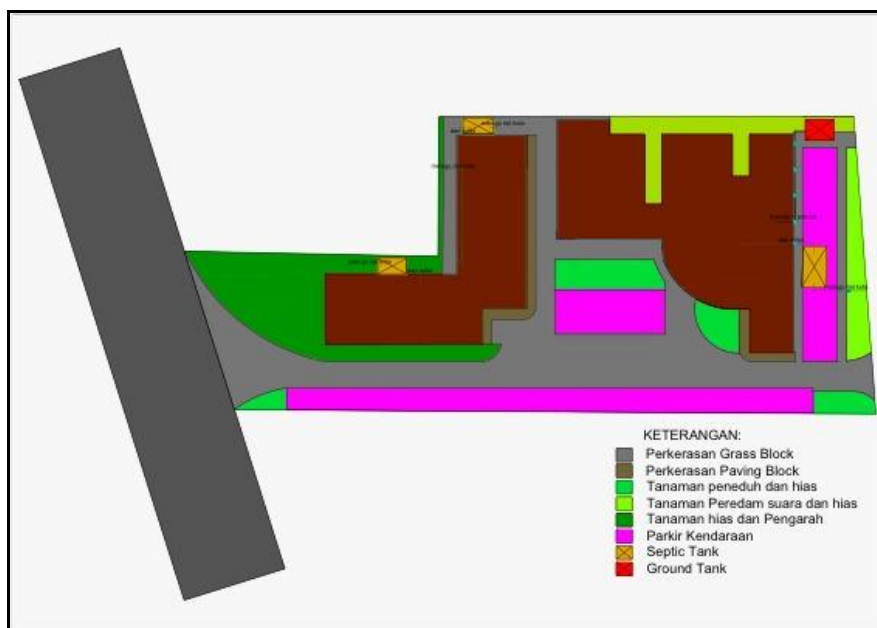 KETERANGAN:
Perkerasan Grass Block
Perkerasan Paving Block
Tanaman peneduh dan hias
Tanaman Peredam suara dan hias
Tanaman hias dan Pengarah
Parkir Kendaraan
Septic Tank
Ground Tank